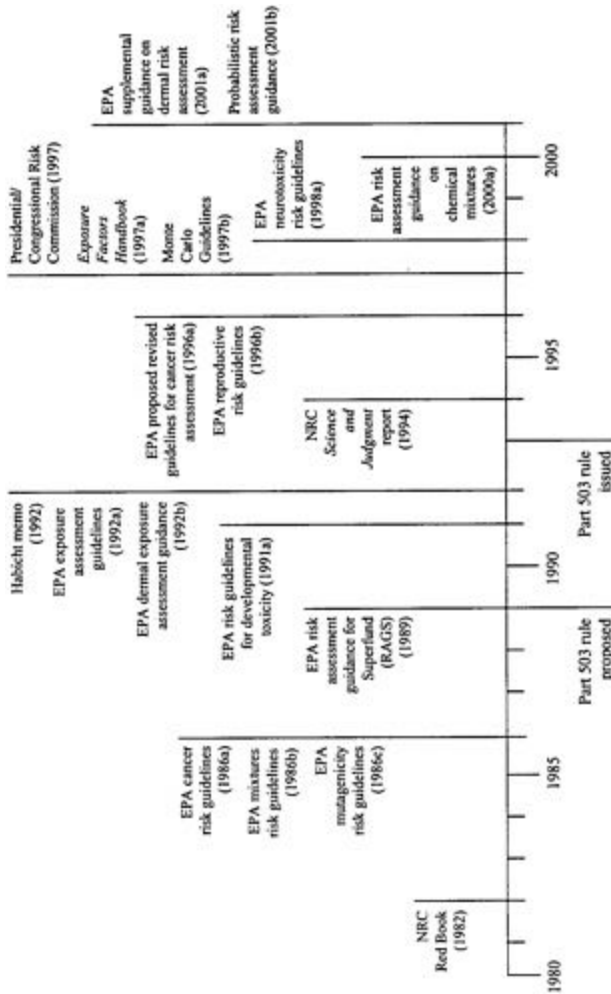 NRC
Red Book
(1982)
EPA cancer
risk guidelines
(1986a)
EPA mixtures
risk guidelines
(1986b)
EPA
mutagenicity
risk guidelines
(1986c)
EPA risk
assessment
guidance for
Superfund
(RAGS)
(1989)
EPA risk guidelines
for developmental
toxicity (1991a)
Habicht memo
(1992)
EPA exposure
assessment
guidelines
(1992a)
EPA dermal exposure
assessment guidance
(1992b)
NRC
Science
and
Judgment
report
(1994)
EPA proposed revised
guidelines for cancer risk
assessment (1996a)
EPA reproductive
risk guidelines
(1996b)
Presidential/
Congressional Risk
Commission (1997)
Exposure
Factors
Handbook
(1997a)
Monte
Carlo
Guidelines
(1997b)
EPA
neurotoxicity
risk guidelines
(1998a)
EPA risk
assessment
guidance
on
chemical
mixtures
(2000a)
EPA
supplemental
guidance on
dermal risk
assessment
(2001a)
Probabilistic risk
assessment
guidance (2001b)
1980
1985
1990
1995
2000
Part 503 rule
proposed
Part 503 rule
issued